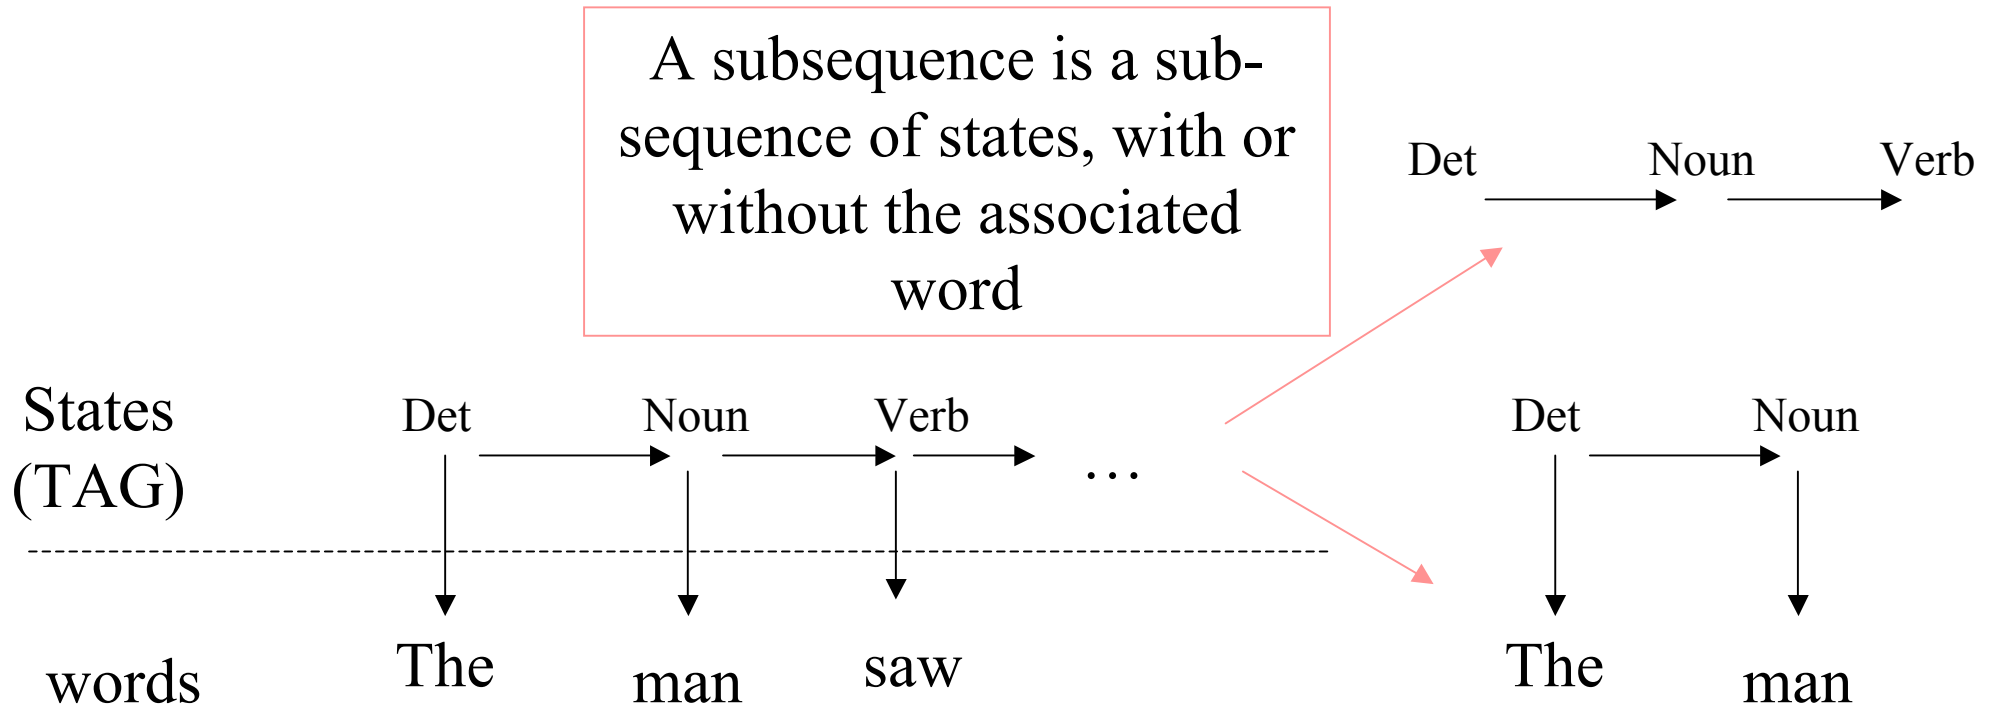 A subsequence is a sub-
sequence of states, with or
without the associated
word
Det Noun Verb
States
(TAG)
Det Noun Verb
...
Det Noun
words
The man saw
The man